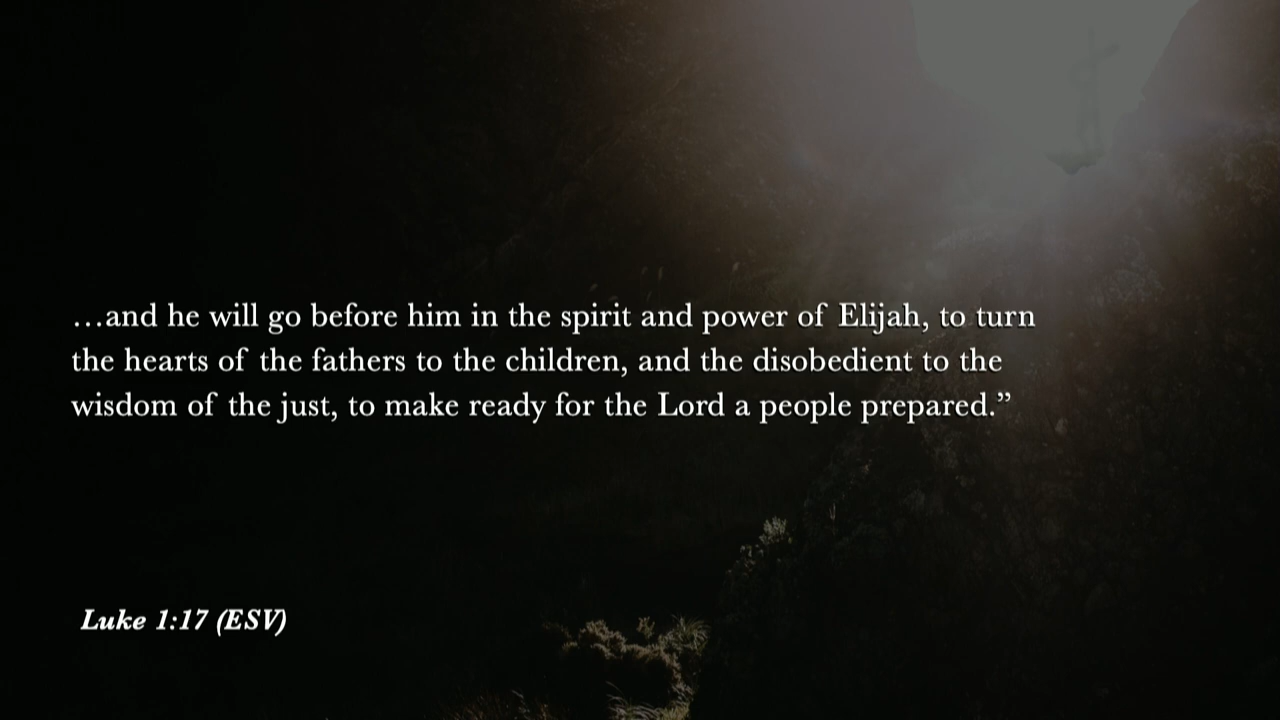 …and he will go before him in the spirit and power of Elijah, to turn
the hearts of the fathers to the children, and the disobedient to the
wisdom of the just, to make ready for the Lord a people prepared.”
Luke 1:17 (ESV)